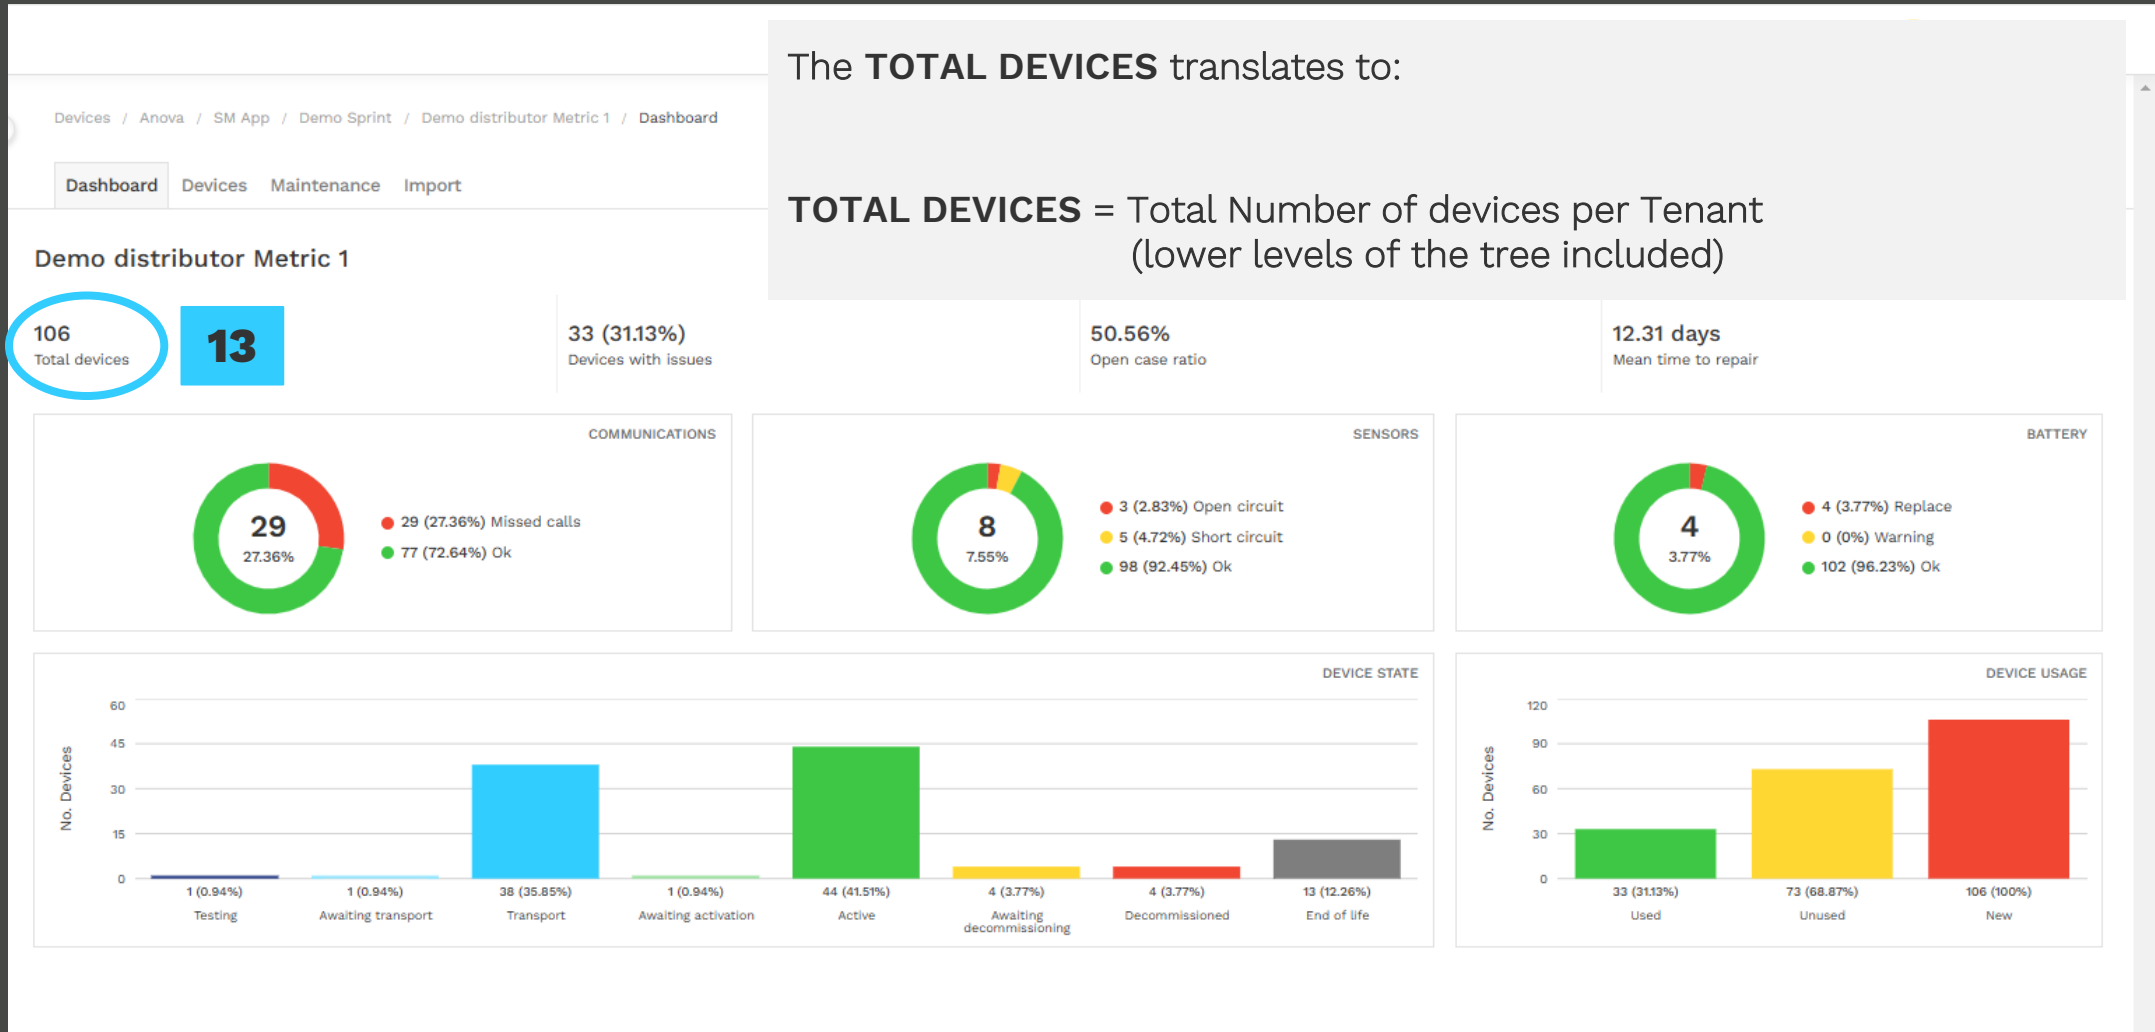 The TOTAL DEVICES translates to:
TOTAL DEVICES = Total Number of devices per Tenant
(lower levels of the tree included)
Devices / Anova / SM App / Demo Sprint / Demo distributor Metric 1 / Dashboard
Dashboard Devices Maintenance Import
Demo distributor Metric 1
106
Total devices
13
33 (31.13%)
Devices with issues
50.56%
Open case ratio
12.31 days
Mean time to repair
COMMUNICATIONS
29
27.36%
29 (27.36%) Missed calls
77 (72.64%) Ok
SENSORS
8
7.55%
3 (2.83%) Open circuit
5 (4.72%) Short circuit
98 (92.45%) Ok
BATTERY
4
3.77%
4 (3.77%) Replace
0 (0%) Warning
102 (96.23%) Ok
DEVICE STATE
No. Devices
60
45
30
15
0
1 (0.94%)
Testing
1 (0.94%)
Awaiting transport
38 (35.85%)
Transport
1 (0.94%)
Awaiting activation
44 (41.51%)
Active
4 (3.77%)
Awaiting
decommissioning
4 (3.77%)
Decommissioned
13 (12.26%)
End of life
DEVICE USAGE
No. Devices
120
90
60
30
0
33 (31.13%)
Used
73 (68.87%)
Unused
106 (100%)
New